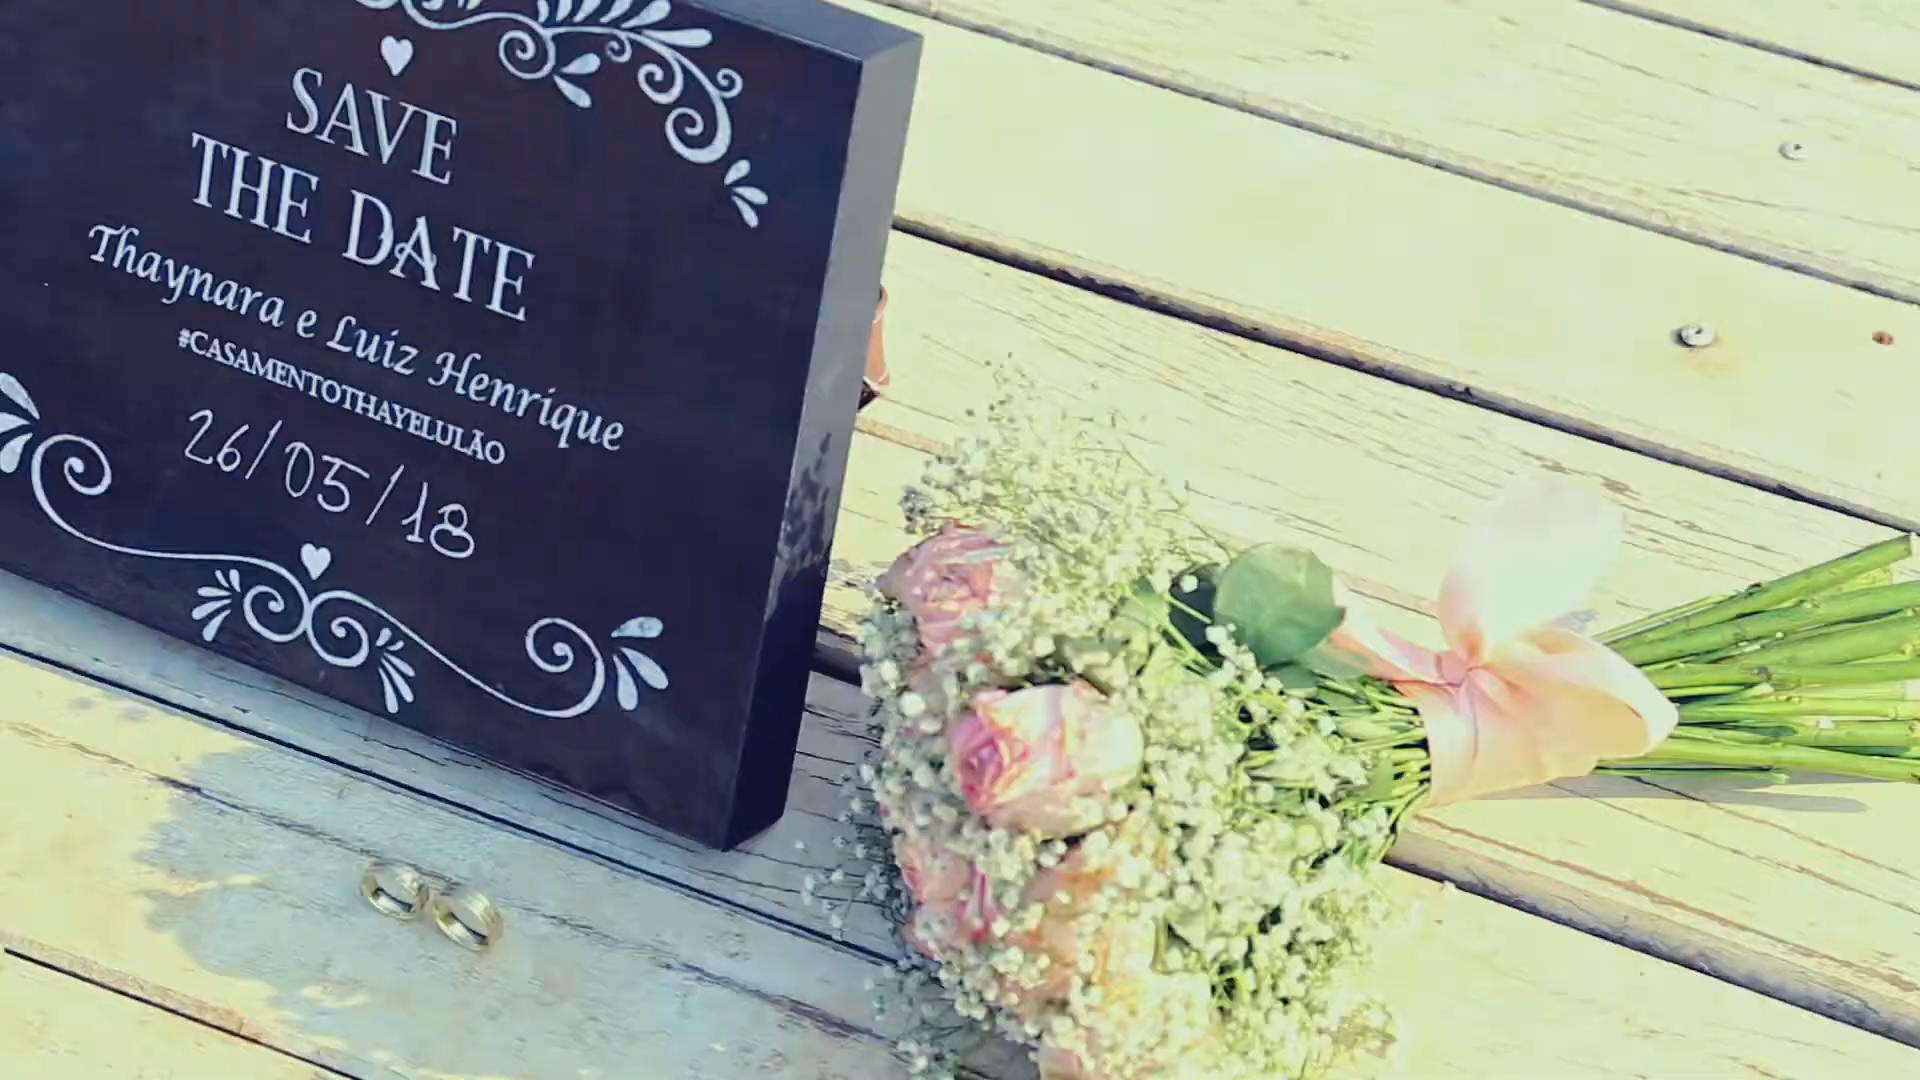 SAVE
THE DATE
Thaynara e Luiz Henrique
#CASAMENTOTHAYELULÃO
26/05/18